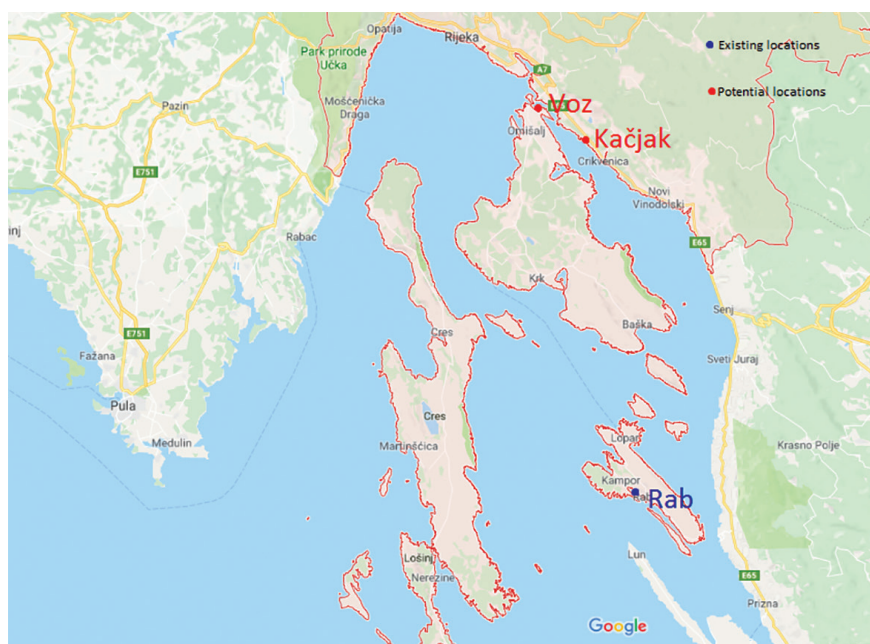 Opatija
Rijeka
Existing locations
Park prirode
Učka
A7
Potential locations
Pazin
Mošćenička
Draga
Voz
Omišalj
Kačjak
Crikvenica
E751
Novi
Vinodolski
Rabac
E65
Krk
Senj
Baška
E751
Cres
Fažana
Sveti Juraj
Pula
Cres
Medulin
Martinšćica
Lopar
Krasno Polje
Kampor
Rab
Lun
Lošinj
Nerezine
E65
Prizna
Google